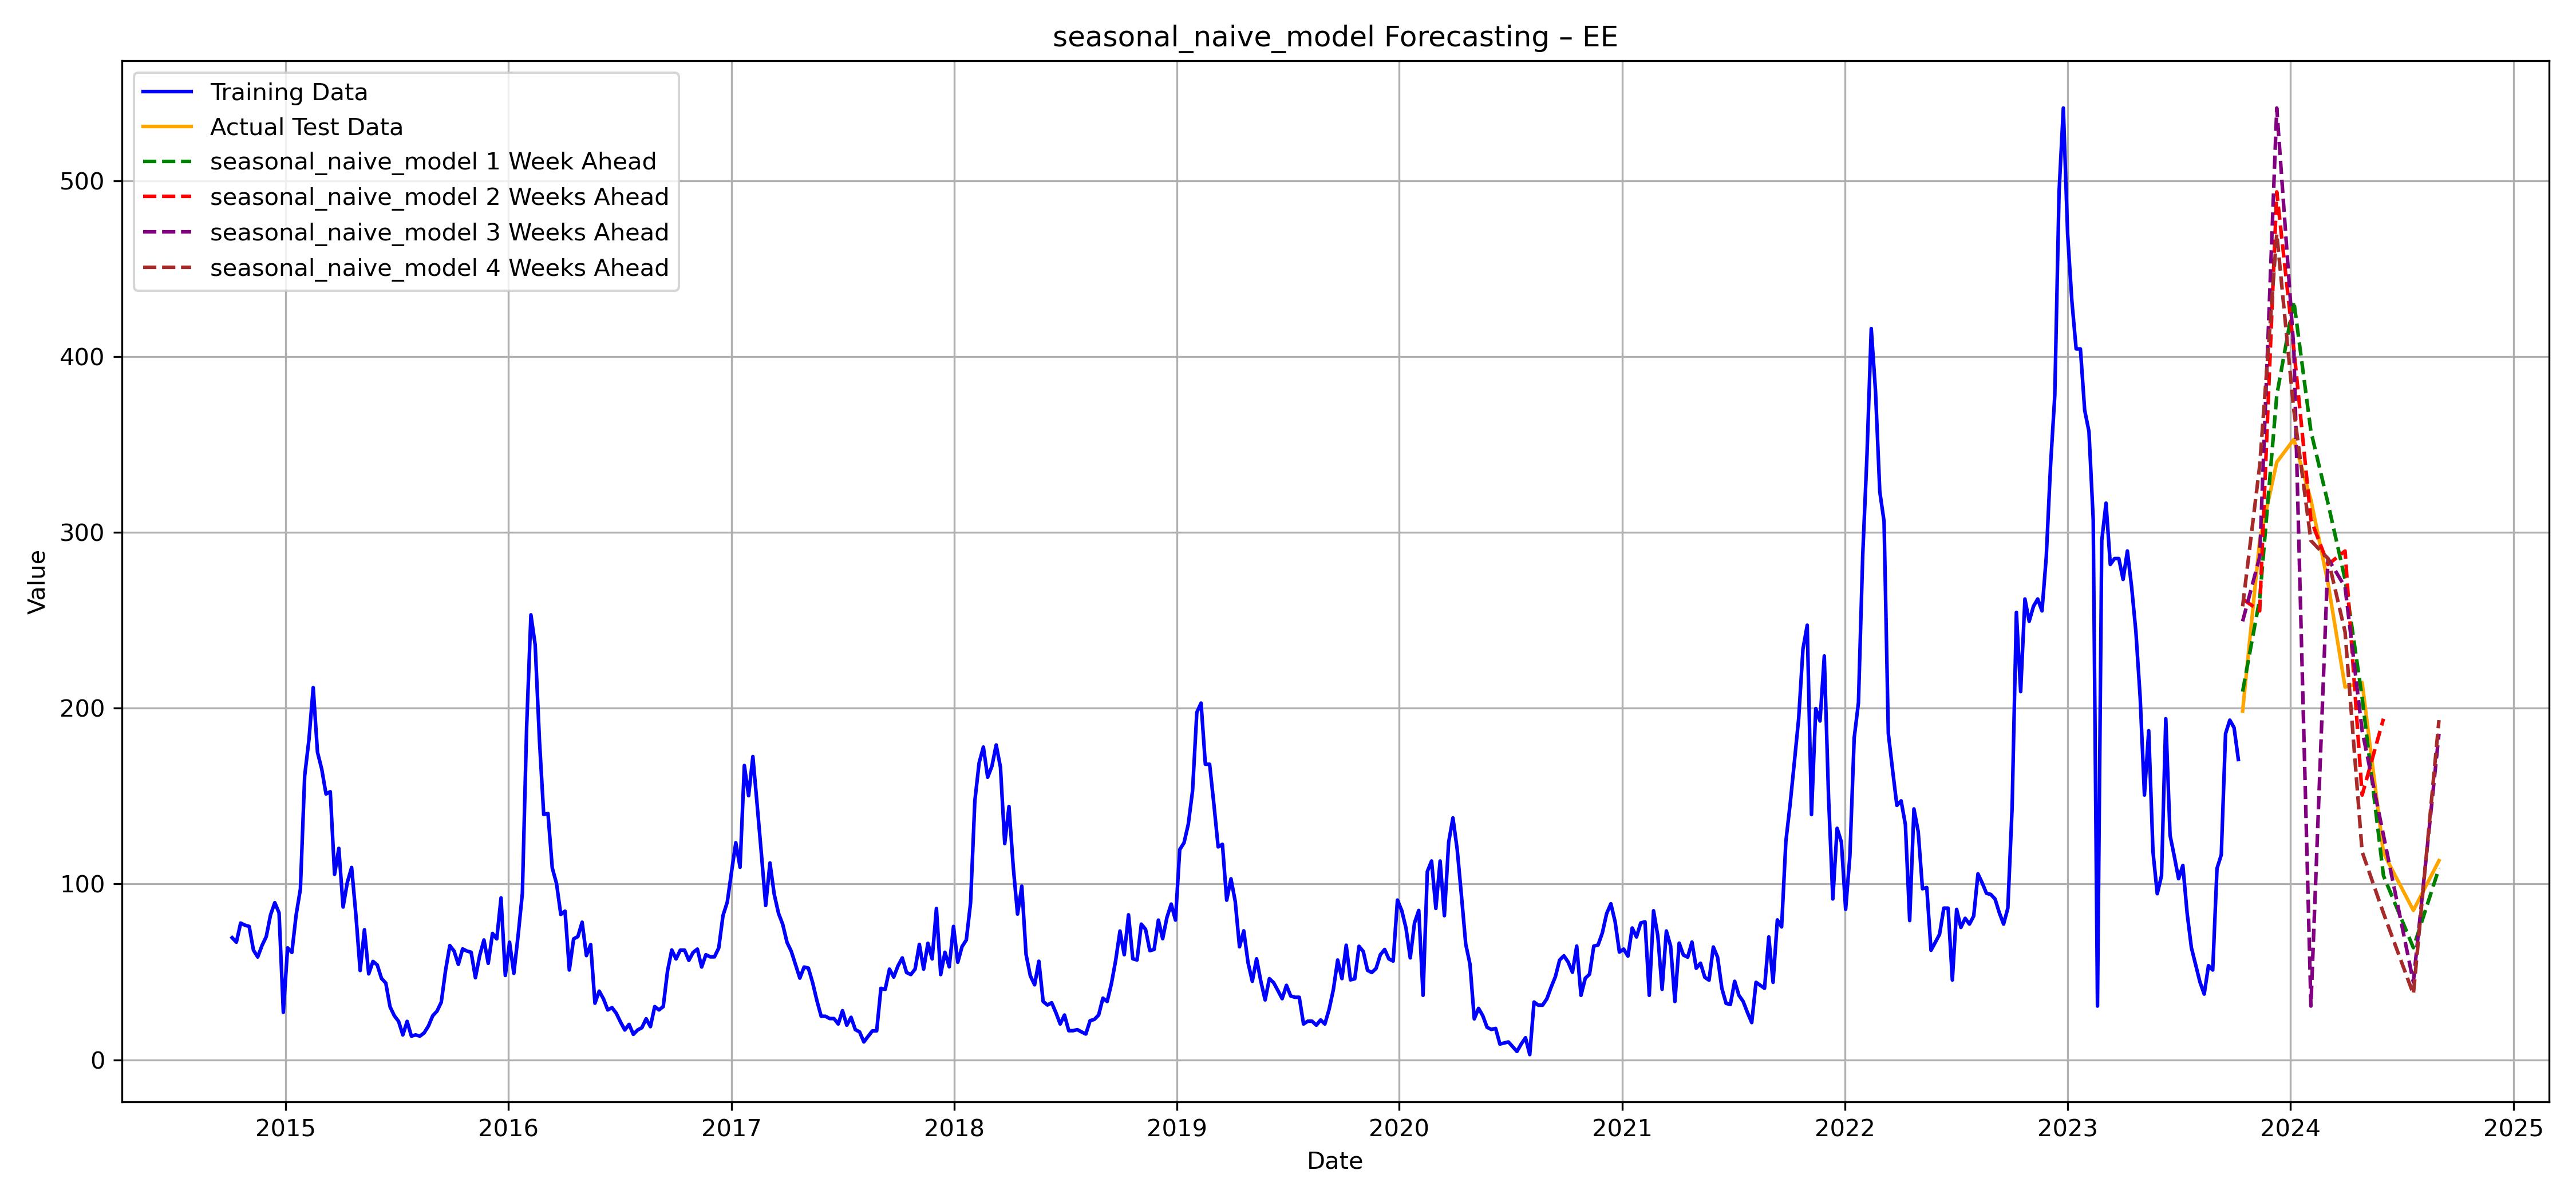 seasonal_naive_model Forecasting – EE
Training Data
Actual Test Data
seasonal_naive_model 1 Week Ahead
seasonal_naive_model 2 Weeks Ahead
seasonal_naive_model 3 Weeks Ahead
seasonal_naive_model 4 Weeks Ahead
500
400
300
200
100
0
Value
2015 2016 2017 2018 2019 2020 2021 2022 2023 2024 2025
Date